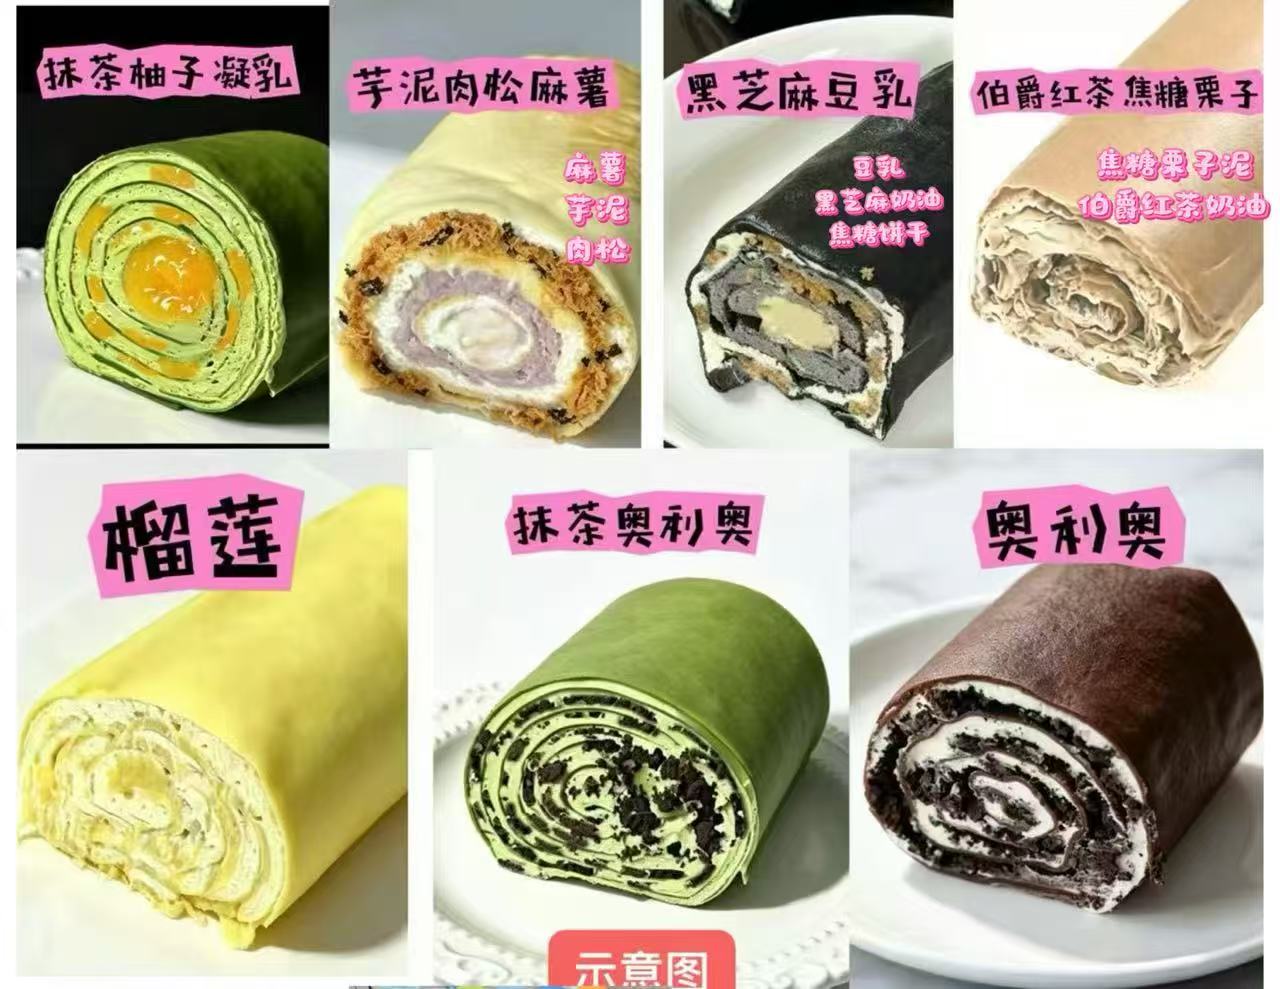 抹茶柚子凝乳
芋泥肉松麻薯
麻薯
芋泥
肉松
黑芝麻豆乳
豆乳
黑芝麻奶油
焦糖饼干
伯爵红茶焦糖栗子
焦糖栗子泥
伯爵红茶奶油
榴莲
抹茶奥利奥
奥利奥
示意图